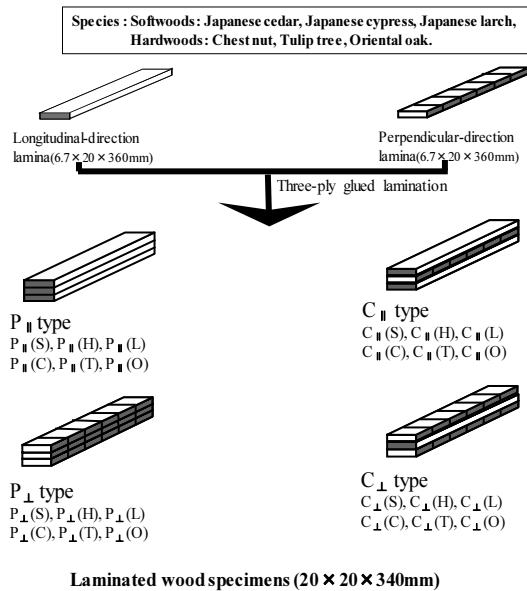 Species : Softwoods : Japanese cedar, Japanese cypress, Japanese larch,
Hardwoods : Chest nut, Tulip tree, Oriental oak.
Longitudinal-direction
lamina(6.7×20×360mm)
Perpendicular-direction
lamina(6.7×20×360mm)
Three-ply glued lamination
P∥ type
P∥(S), P∥(H), P∥(L)
P∥(C), P∥(T), P∥(O)
C∥ type
C∥(S), C∥(H), C∥(L)
C∥(C), C∥(T), C∥(O)
P⊥ type
P⊥(S), P⊥(H), P⊥(L)
P⊥(C), P⊥(T), P⊥(O)
C⊥ type
C⊥(S), C⊥(H), C⊥(L)
C⊥(C), C⊥(T), C⊥(O)
Laminated wood specimens (20×20×340mm)